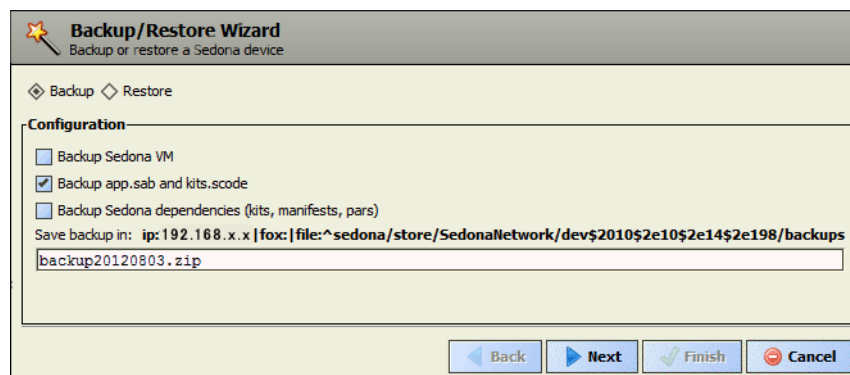 Backup/Restore Wizard
Backup or restore a Sedona device
Backup Restore
Configuration
Backup Sedona VM
Backup app.sab and kits.scode
Backup Sedona dependencies (kits, manifests, pars)
Save backup in: ip:192.168.x.x|fox:|file:^sedona/store/SedonaNetwork/dev$2010$2e10$2e14$2e198/backups
backup20120803.zip
Back Next Finish Cancel